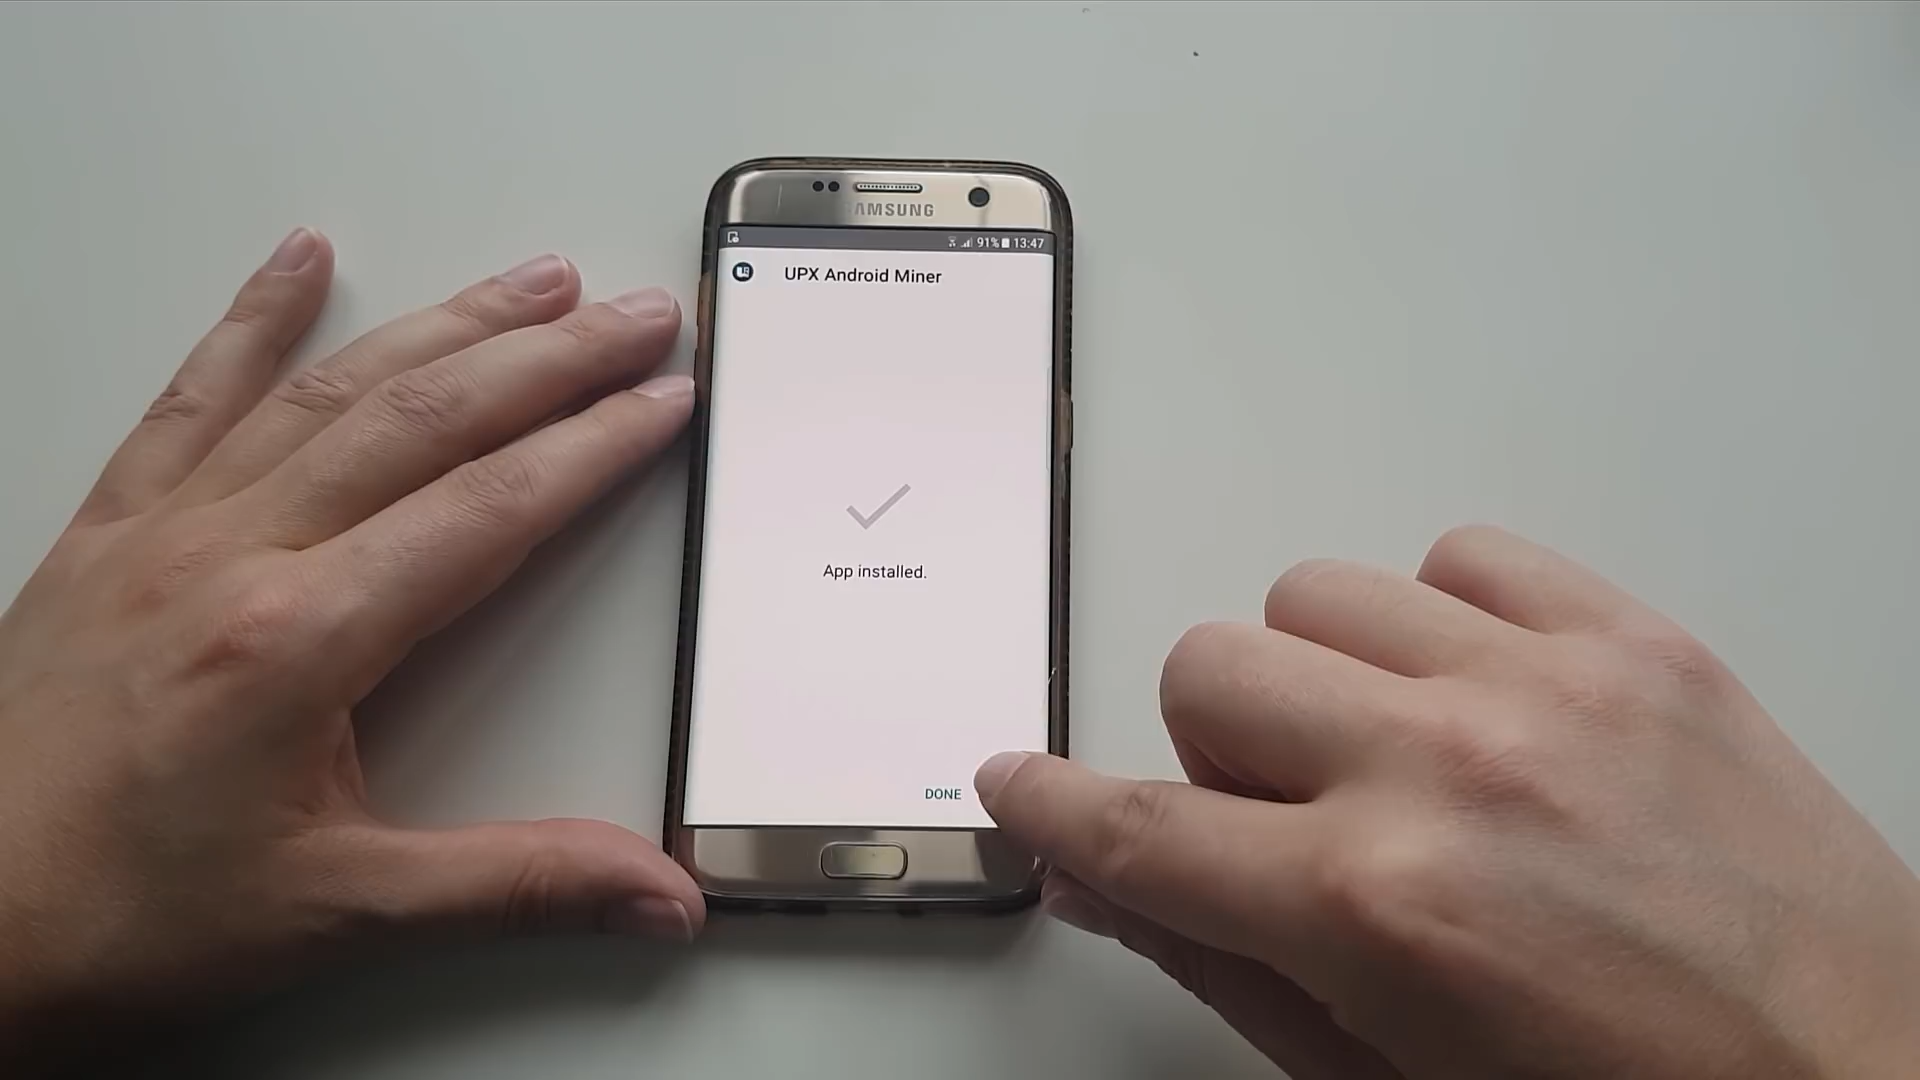 SAMSUNG
91% 13:47
UPX Android Miner
App installed.
DONE